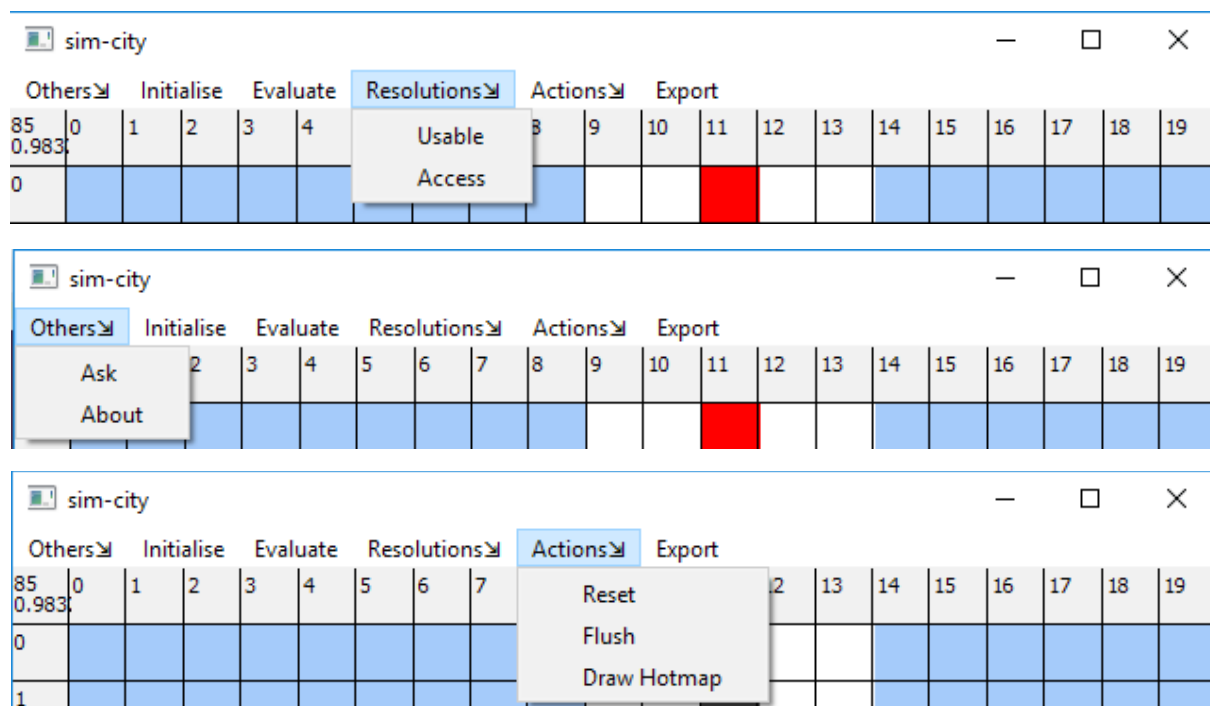 sim-city
Others⇲ Initialise Evaluate Resolutions⇲ Actions⇲ Export
85 0 1 2 3 4 8 9 10 11 12 13 14 15 16 17 18 19
0.983
Usable
Access
0
sim-city
Others⇲ Initialise Evaluate Resolutions⇲ Actions⇲ Export
2 3 4 5 6 7 8 9 10 11 12 13 14 15 16 17 18 19
Ask
About
sim-city
Others⇲ Initialise Evaluate Resolutions⇲ Actions⇲ Export
85 0 1 2 3 4 5 6 7 12 13 14 15 16 17 18 19
0.983
Reset
Flush
0
Draw Hotmap
1